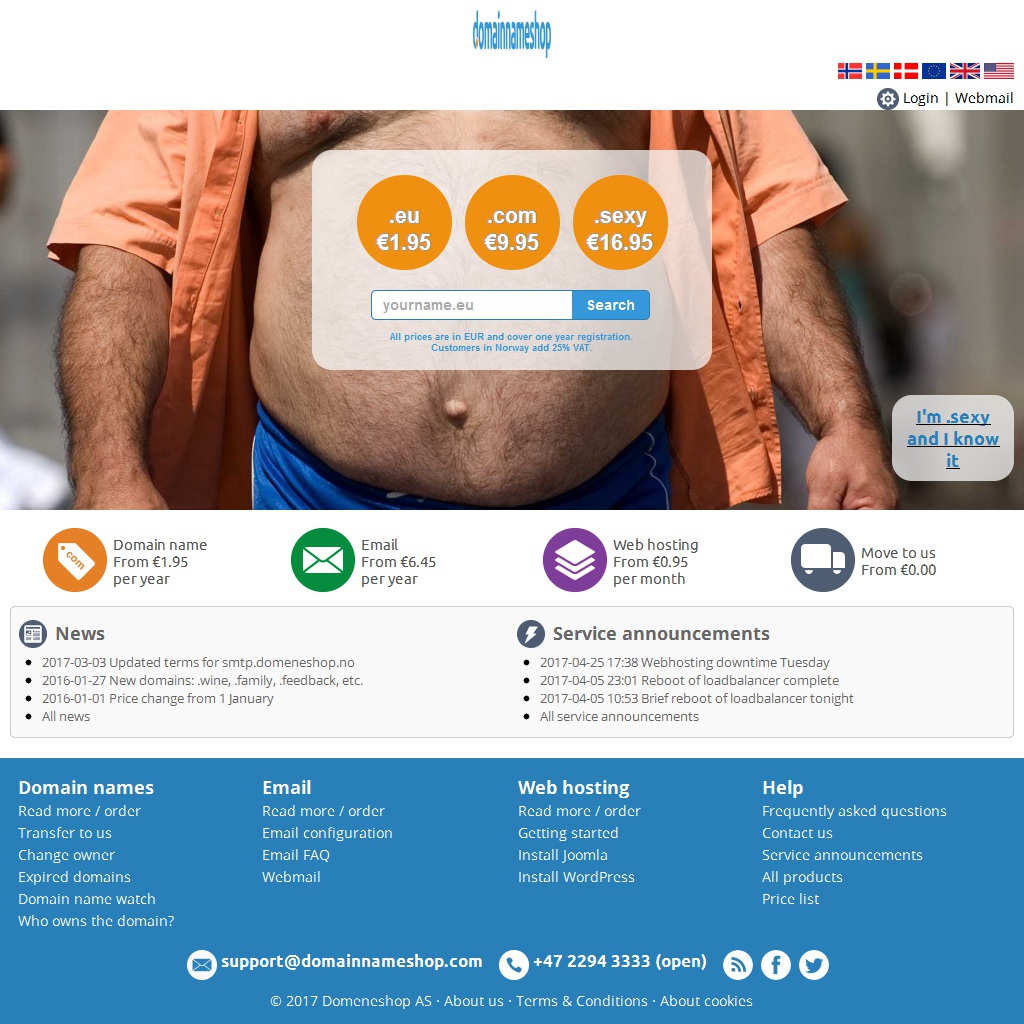 domainnameshop
Login | Webmail
.eu
€1.95
.com
€9.95
.sexy
€16.95
yourname.eu
Search
All prices are in EUR and cover one year registration.
Customers in Norway add 25% VAT.
I'm .sexy
and I know
it
.com
Domain name
From €1.95
per year
Email
From €6.45
per year
Web hosting
From €0.95
per month
Move to us
From €0.00
News
2017-03-03 Updated terms for smtp.domeneshop.no
2016-01-27 New domains: .wine, .family, .feedback, etc.
2016-01-01 Price change from 1 January
All news
Service announcements
2017-04-25 17:38 Webhosting downtime Tuesday
2017-04-05 23:01 Reboot of loadbalancer complete
2017-04-05 10:53 Brief reboot of loadbalancer tonight
All service announcements
Domain names
Read more / order
Transfer to us
Change owner
Expired domains
Domain name watch
Who owns the domain?
Email
Read more / order
Email configuration
Email FAQ
Webmail
Web hosting
Read more / order
Getting started
Install Joomla
Install WordPress
Help
Frequently asked questions
Contact us
Service announcements
All products
Price list
support@domainnameshop.com
+47 2294 3333 (open)
© 2017 Domeneshop AS · About us · Terms & Conditions · About cookies